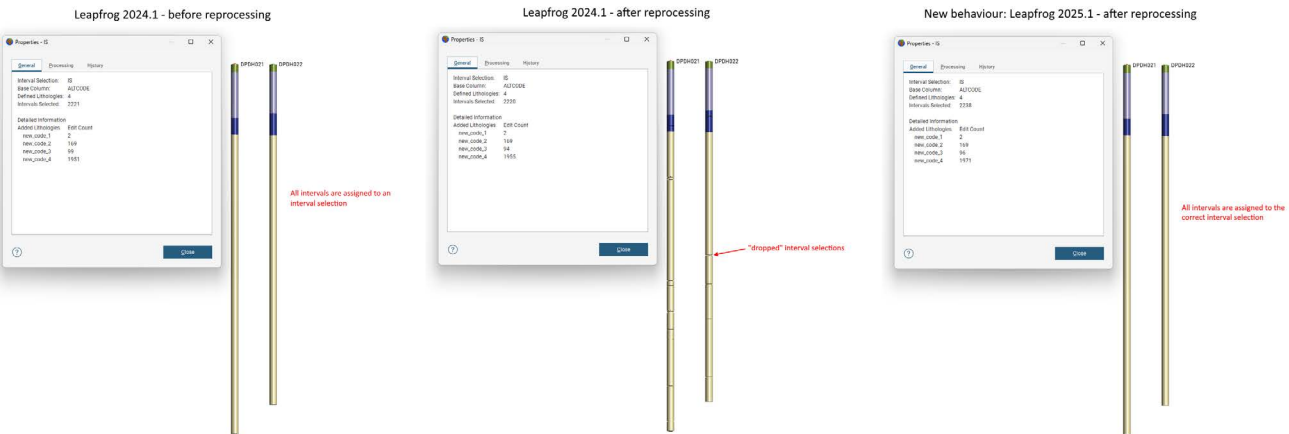 Leapfrog 2024.1 - before reprocessing
Properties - IS
General Processing History
Interval Selection: IS
Base Column: ALTCODE
Defined Lithologies: 4
Intervals Selected: 2221
Detailed Information
Added Lithologies Edit Count
new_code_1 2
new_code_2 169
new_code_3 99
new_code_4 1951
Close
DPDH021 DPDH022
All intervals are assigned to an
interval selection
Leapfrog 2024.1 - after reprocessing
Properties - IS
General Processing History
Interval Selection: IS
Base Column: ALTCODE
Defined Lithologies: 4
Intervals Selected: 2220
Detailed Information
Added Lithologies Edit Count
new_code_1 2
new_code_2 169
new_code_3 94
new_code_4 1955
Close
DPDH021 DPDH022
"dropped" interval selections
New behaviour: Leapfrog 2025.1 - after reprocessing
Properties - IS
General Processing History
Interval Selection: IS
Base Column: ALTCODE
Defined Lithologies: 4
Intervals Selected: 2238
Detailed Information
Added Lithologies Edit Count
new_code_1 2
new_code_2 169
new_code_3 96
new_code_4 1971
Close
DPDH021 DPDH022
All intervals are assigned to the
correct interval selection